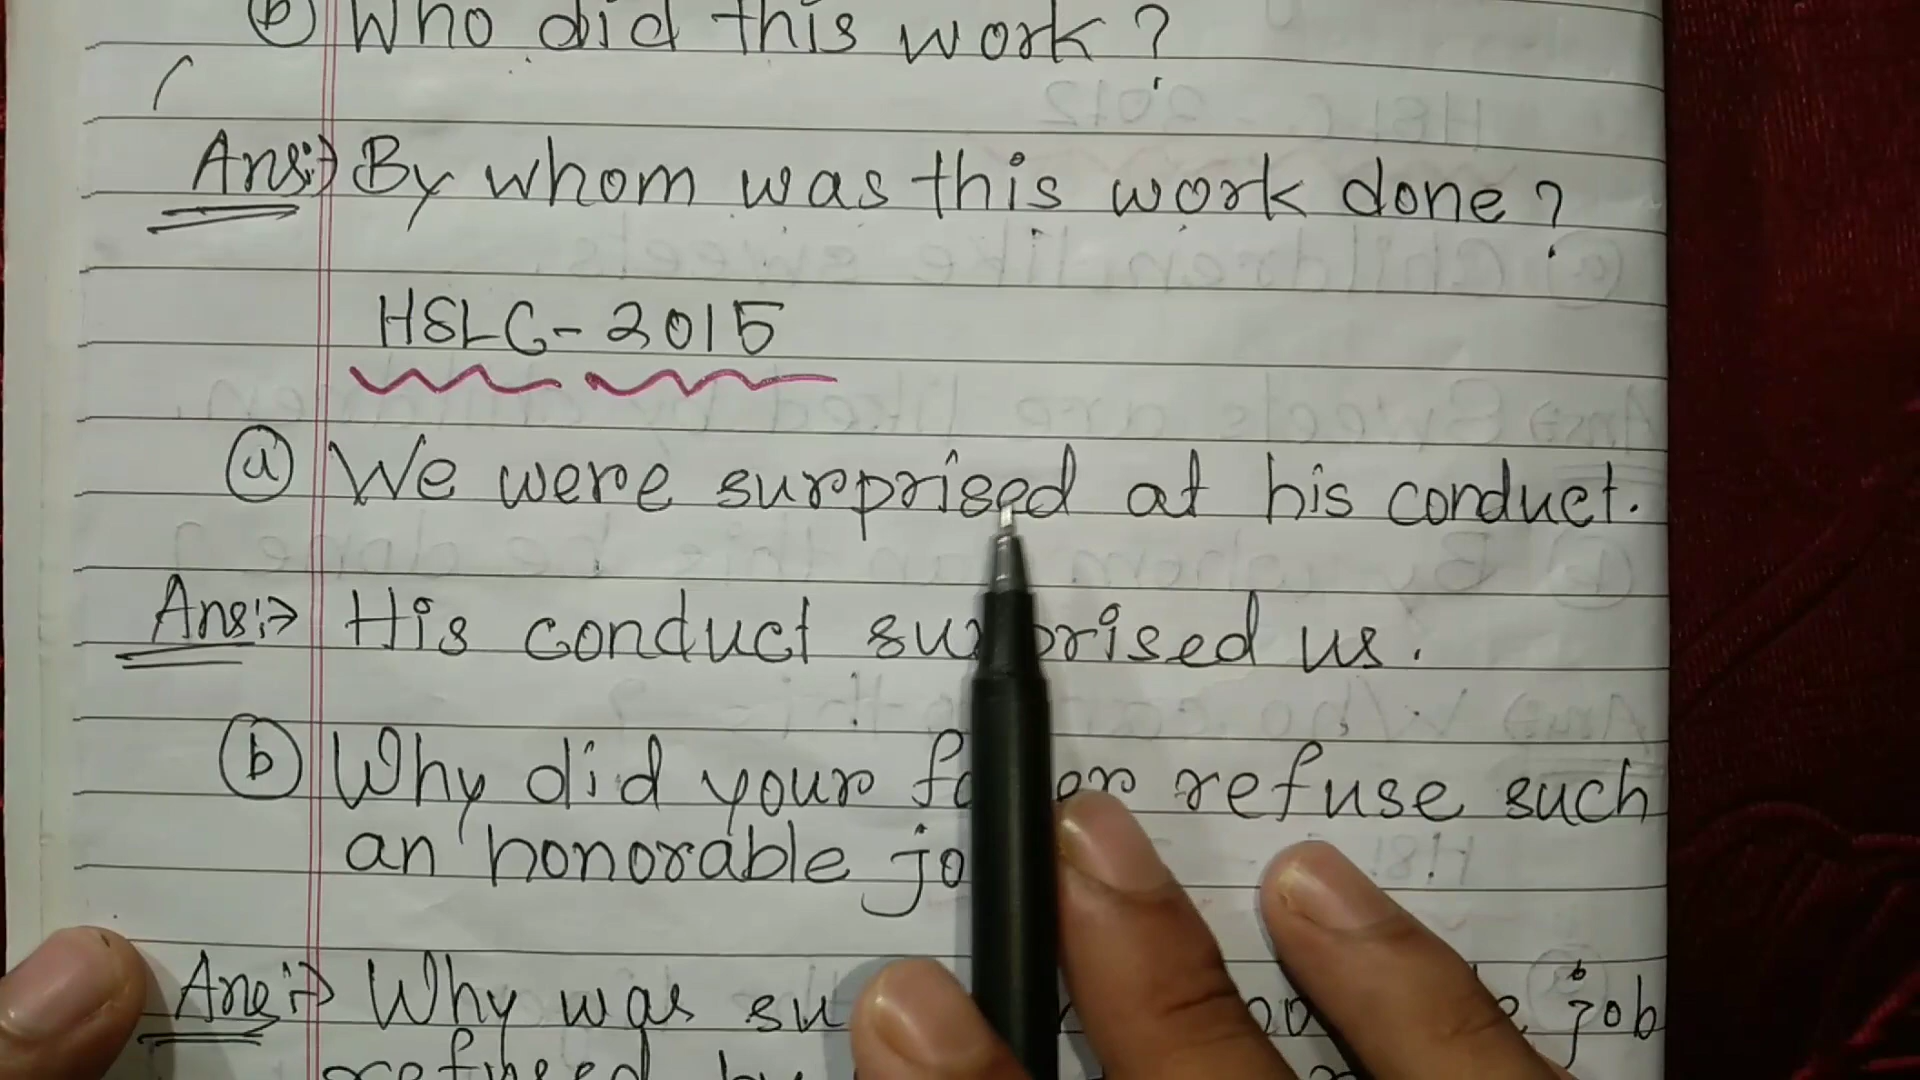 (b) Who did this work?
Ans:→ By whom was this work done?
HSLC-2015
(a) We were surprised at his conduct.
Ans:→ His conduct surprised us.
(b) Why did your refuse such
an honorable
Ans:→ Why was job